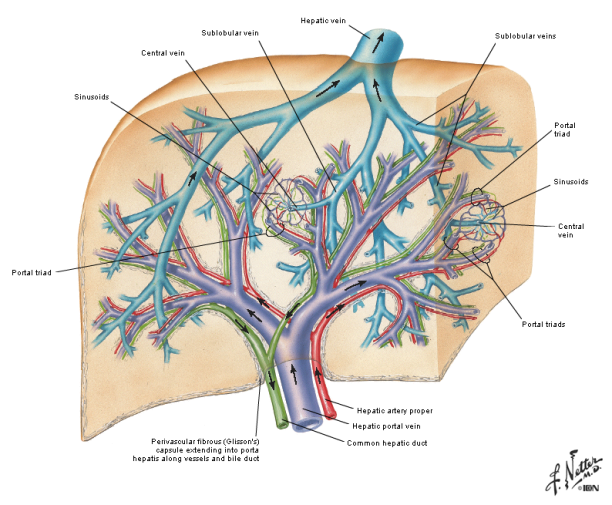 Hepatic vein
Sublobular vein
Sublobular veins
Central vein
Sinusoids
Portal
triad
Sinusoids
Central
vein
Portal triad
Portal triads
Hepatic artery proper
Hepatic portal vein
Common hepatic duct
Perivascular fibrous (Glisson's)
capsule extending into porta
hepatis along vessels and bile duct
F. Netter
M.D.